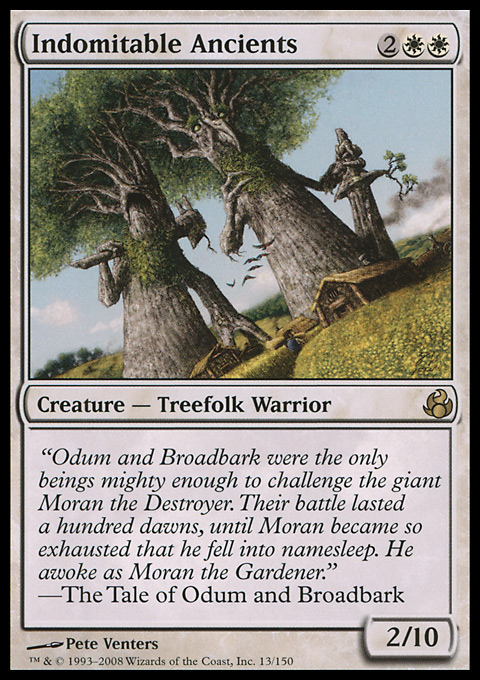 Indomitable Ancients 2
Creature — Treefolk Warrior
“Odum and Broadbark were the only
beings mighty enough to challenge the giant
Moran the Destroyer. Their battle lasted
a hundred dawns, until Moran became so
exhausted that he fell into namesleep. He
awoke as Moran the Gardener.”
—The Tale of Odum and Broadbark
2/10
Pete Venters
™ & © 1993–2008 Wizards of the Coast, Inc. 13/150